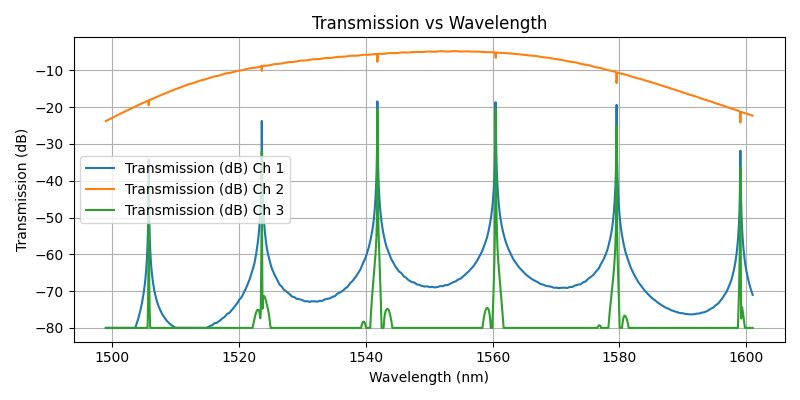 Transmission vs Wavelength
Transmission (dB)
−10
−20
−30
−40
−50
−60
−70
−80
Transmission (dB) Ch 1
Transmission (dB) Ch 2
Transmission (dB) Ch 3
1500 1520 1540 1560 1580 1600
Wavelength (nm)